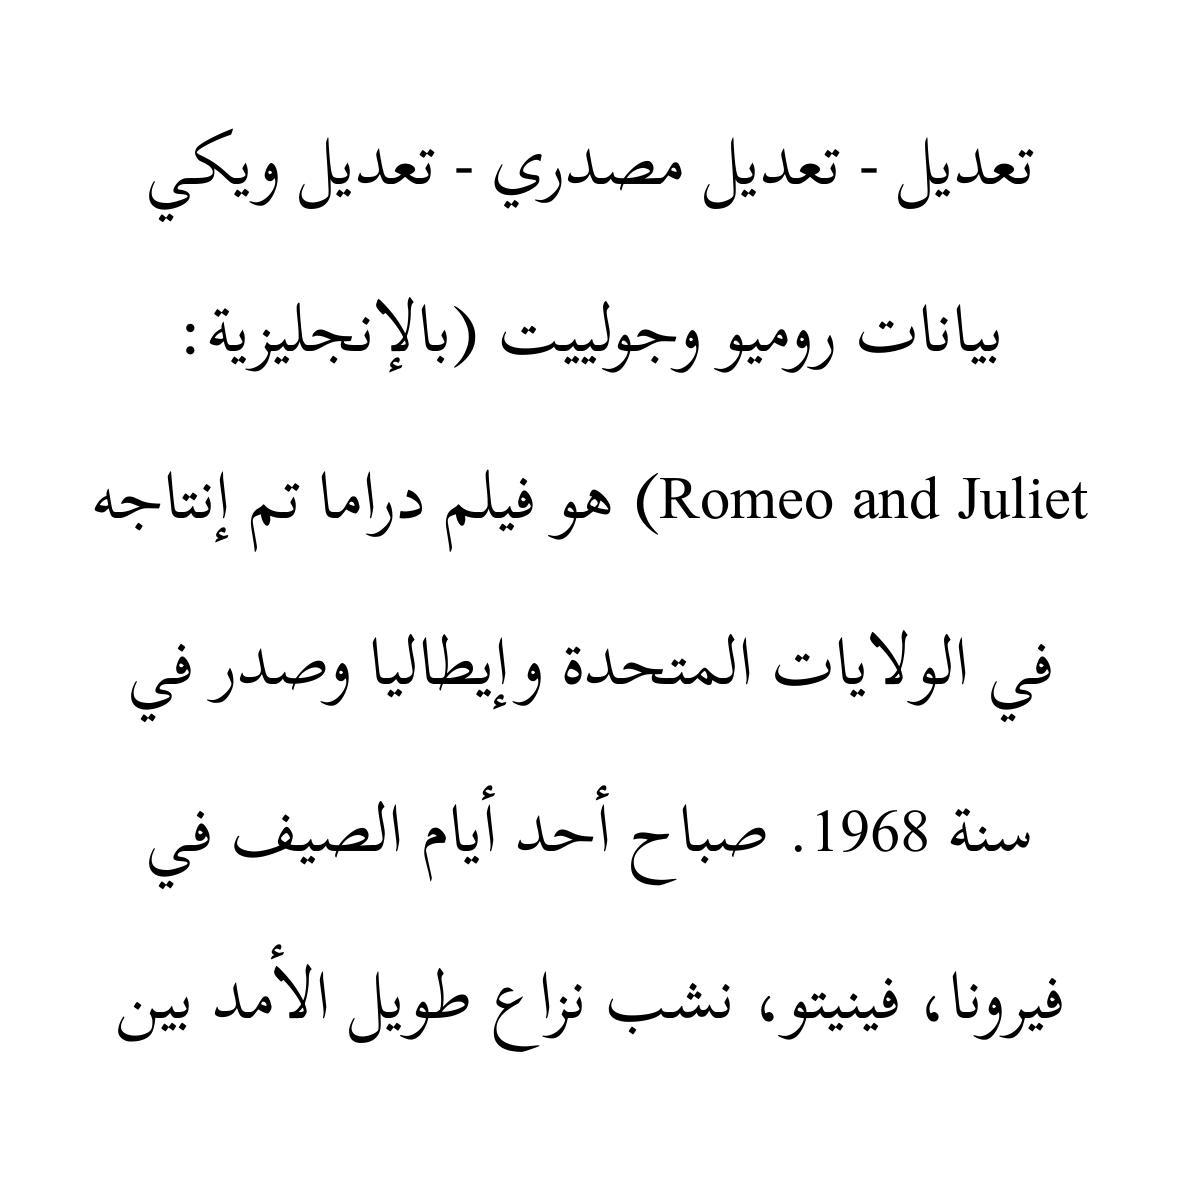 تعديل - تعديل مصدري - تعديل ويكي
بيانات روميو وجولييت (بالإنجليزية:
Romeo and Juliet) هو فيلم دراما تم إنتاجه
في الولايات المتحدة وإيطاليا وصدر في
سنة 1968. صباح أحد أيام الصيف في
فيرونا، فينيتو، نشب نزاع طويل الأمد بين